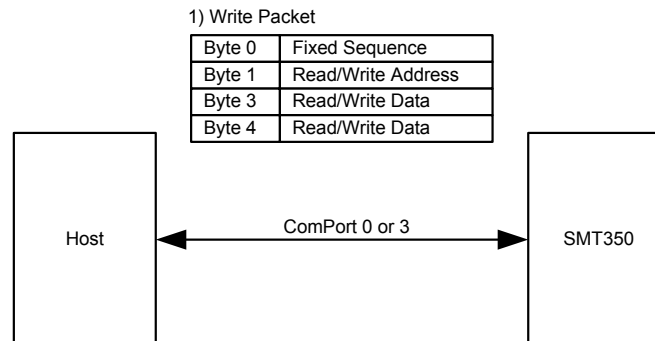 1) Write Packet
Byte 0 Fixed Sequence
Byte 1 Read/Write Address
Byte 3 Read/Write Data
Byte 4 Read/Write Data
Host ComPort 0 or 3 SMT350